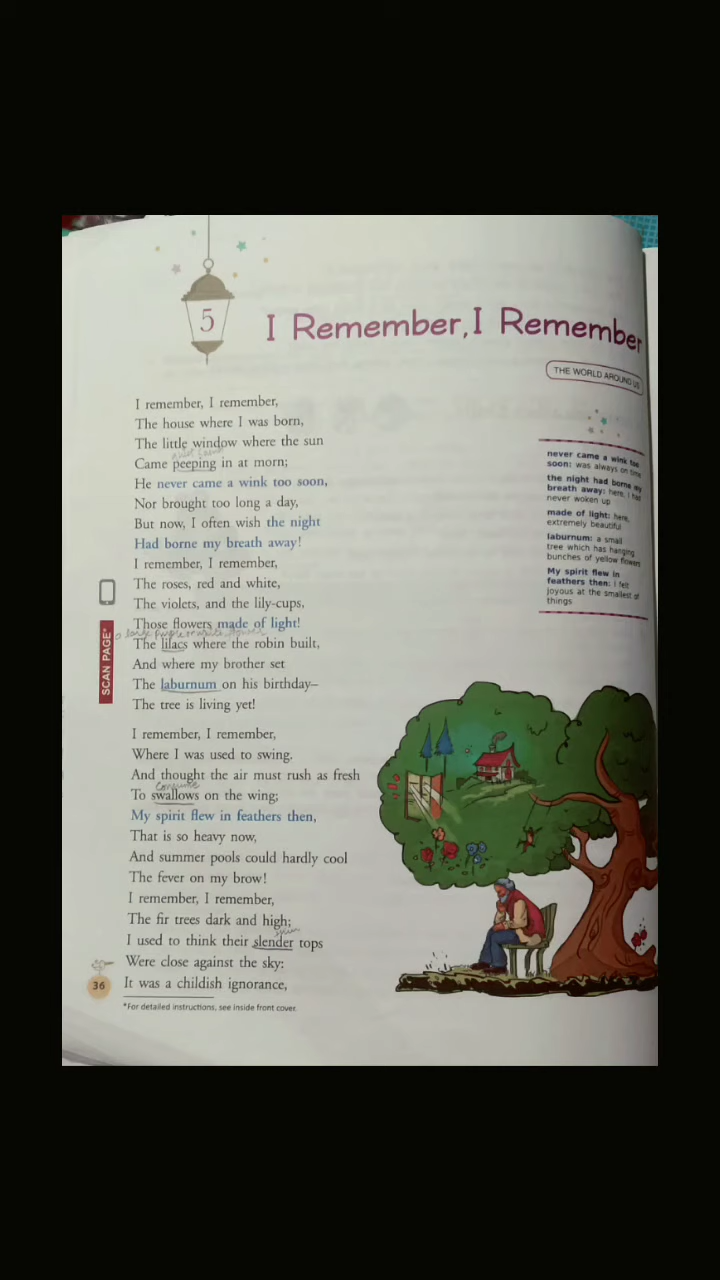 5
I Remember, I Remember
THE WORLD AROUND US
I remember, I remember,
The house where I was born,
The little window where the sun
Came peeping in at morn;
He never came a wink too soon,
Nor brought too long a day,
But now, I often wish the night
Had borne my breath away!
I remember, I remember,
The roses, red and white,
The violets, and the lily-cups,
Those flowers made of light!
The lilacs where the robin built,
And where my brother set
The laburnum on his birthday–
The tree is living yet!
I remember, I remember,
Where I was used to swing.
And thought the air must rush as fresh
To swallows on the wing;
My spirit flew in feathers then,
That is so heavy now,
And summer pools could hardly cool
The fever on my brow!
I remember, I remember,
The fir trees dark and high;
I used to think their slender tops
Were close against the sky:
It was a childish ignorance,
never came a wink too
soon: was always on time
the night had borne my
breath away: here, I had
never woken up
made of light: here,
extremely beautiful
laburnum: a small
tree which has hanging
bunches of yellow flowers
My spirit flew in
feathers then: I felt
joyous at the smallest of
things
SCAN PAGE*
36
*For detailed instructions, see inside front cover.